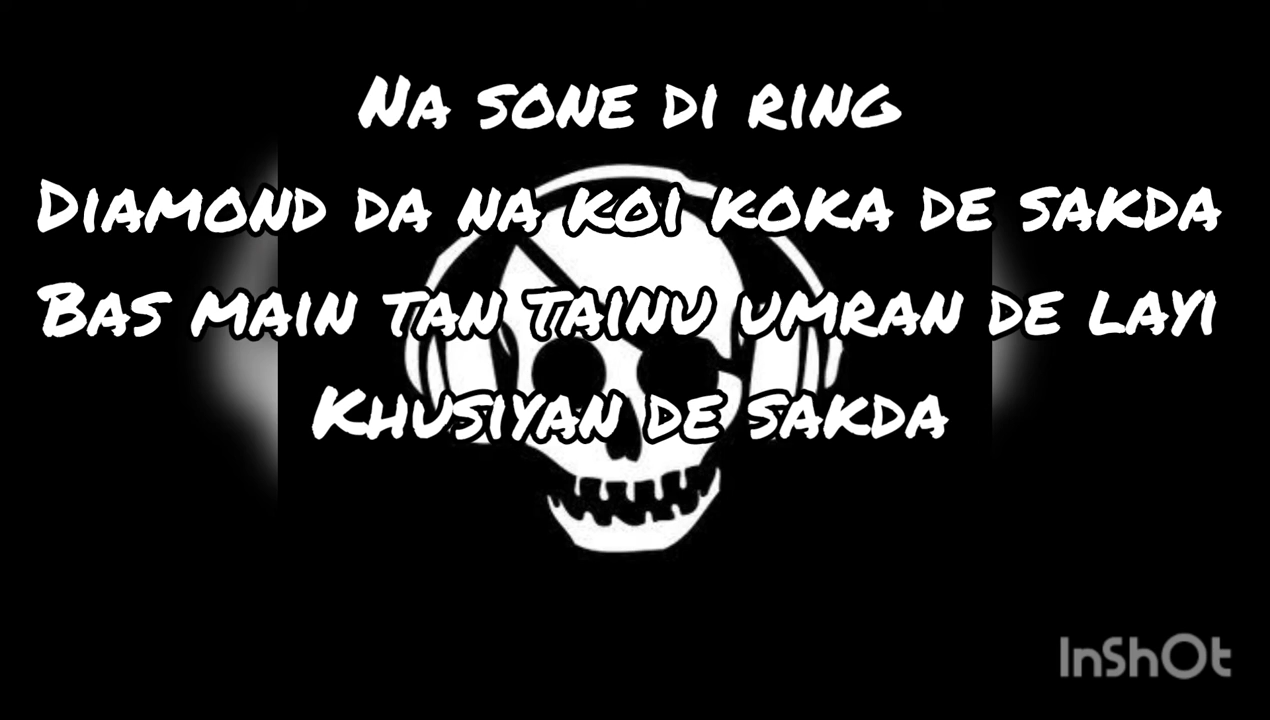 Na sone di ring
Diamond da na koi koka de sakda
Bas main tan tainu umran de layi
Khusiyan de sakda
InShOt